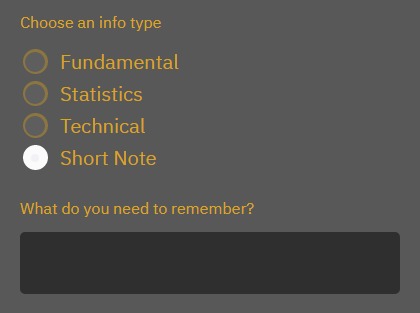 Choose an info type
Fundamental
Statistics
Technical
Short Note
What do you need to remember?